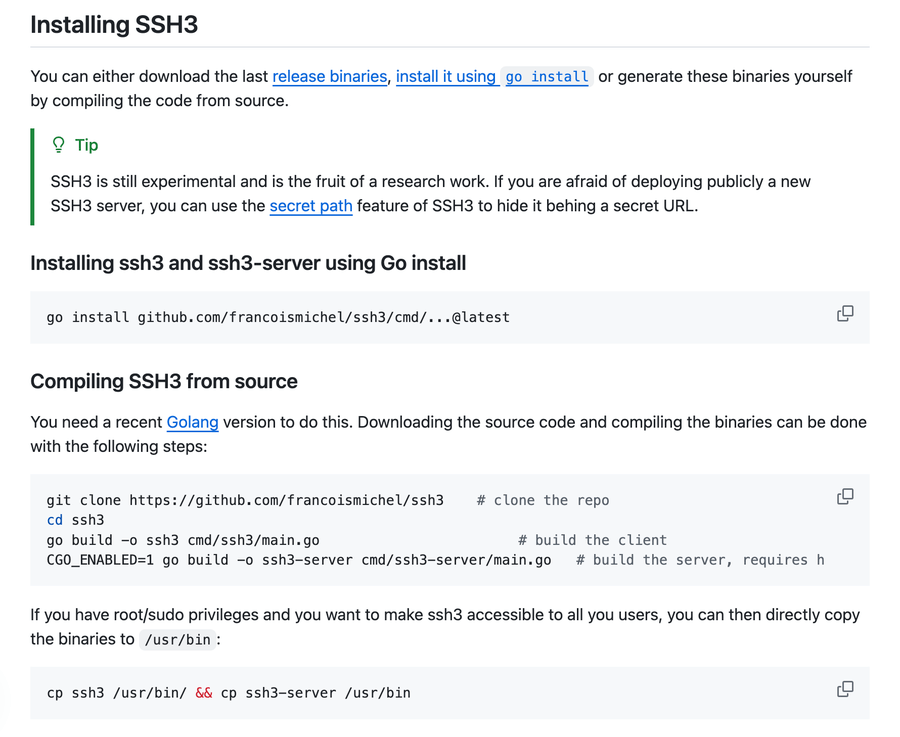 Installing SSH3
You can either download the last release binaries, install it using go install or generate these binaries yourself
by compiling the code from source.
Tip
SSH3 is still experimental and is the fruit of a research work. If you are afraid of deploying publicly a new
SSH3 server, you can use the secret path feature of SSH3 to hide it behing a secret URL.
Installing ssh3 and ssh3-server using Go install
go install github.com/francoismichel/ssh3/cmd/...@latest
Compiling SSH3 from source
You need a recent Golang version to do this. Downloading the source code and compiling the binaries can be done
with the following steps:
git clone https://github.com/francoismichel/ssh3    # clone the repo
cd ssh3
go build -o ssh3 cmd/ssh3/main.go                        # build the client
CGO_ENABLED=1 go build -o ssh3-server cmd/ssh3-server/main.go   # build the server, requires h
If you have root/sudo privileges and you want to make ssh3 accessible to all you users, you can then directly copy
the binaries to /usr/bin:
cp ssh3 /usr/bin/ && cp ssh3-server /usr/bin